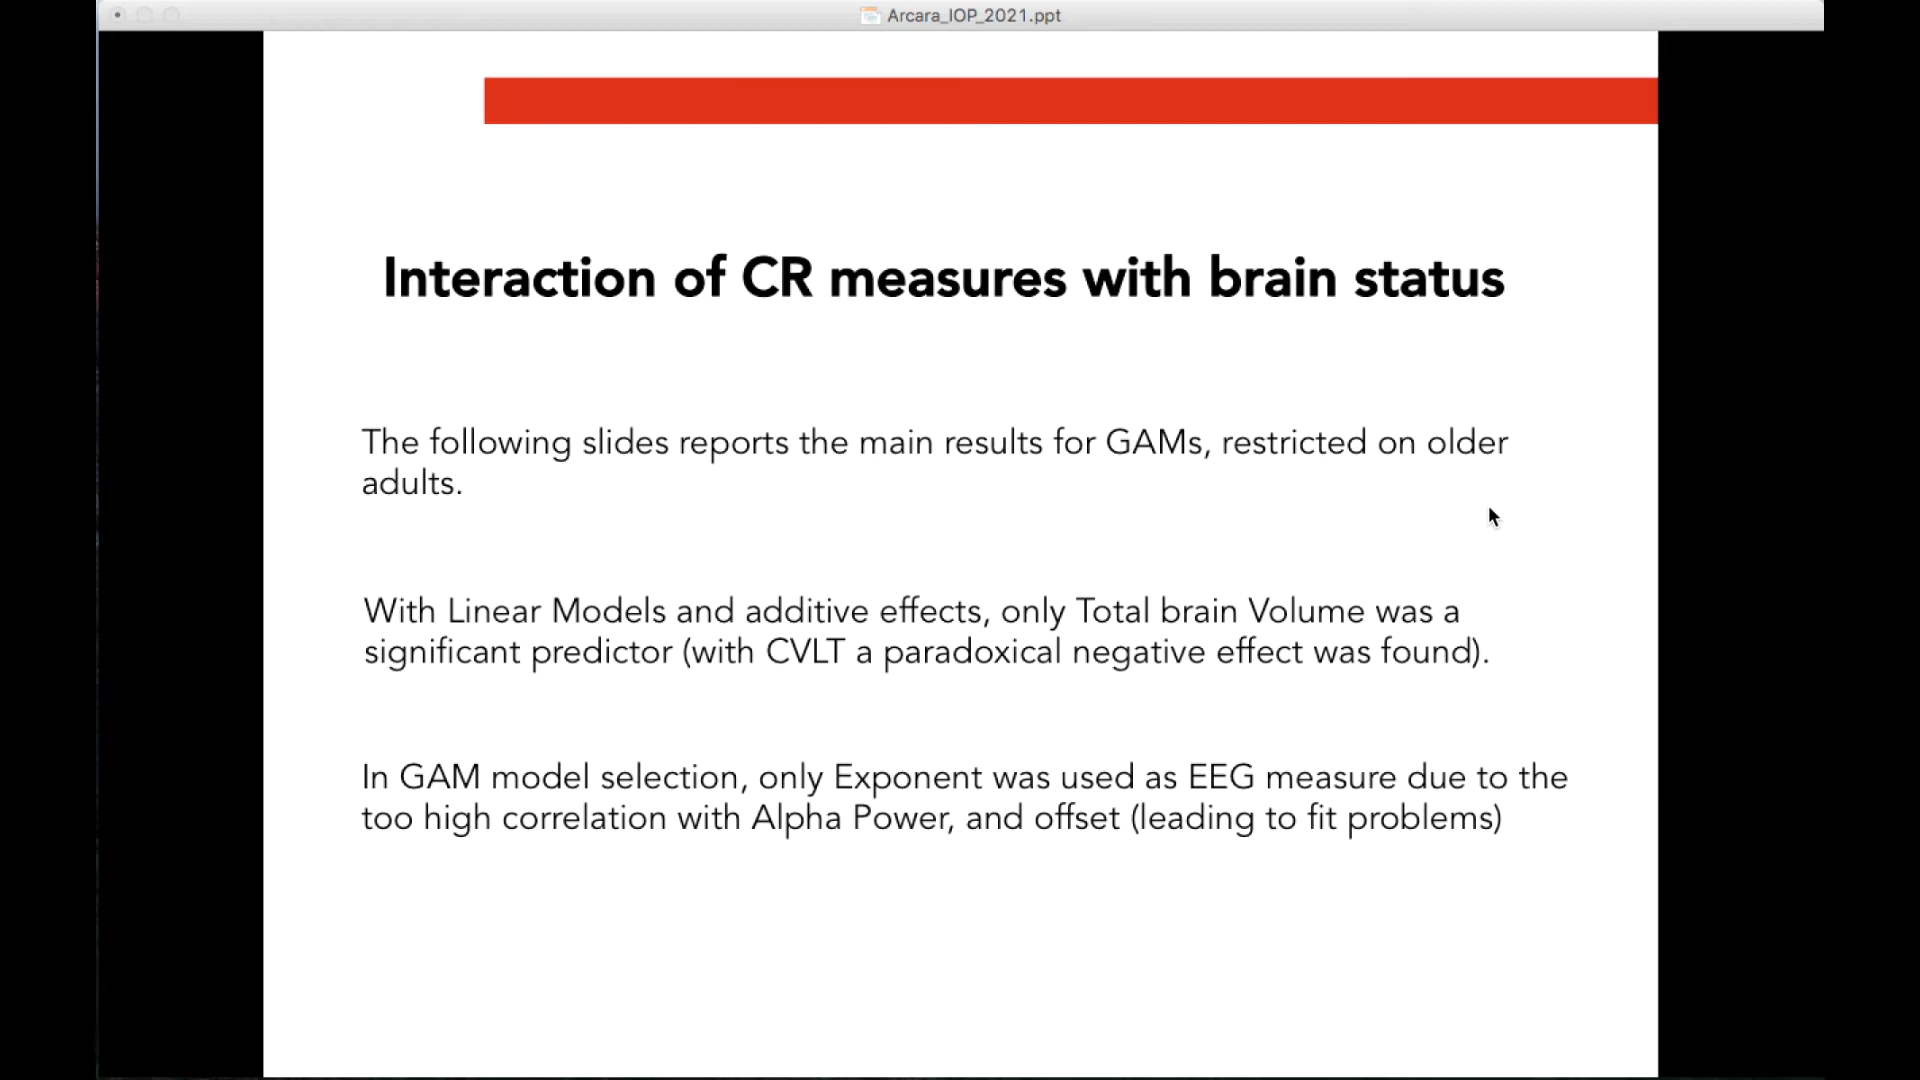 Arcara_IOP_2021.ppt
Interaction of CR measures with brain status
The following slides reports the main results for GAMs, restricted on older
adults.
With Linear Models and additive effects, only Total brain Volume was a
significant predictor (with CVLT a paradoxical negative effect was found).
In GAM model selection, only Exponent was used as EEG measure due to the
too high correlation with Alpha Power, and offset (leading to fit problems)